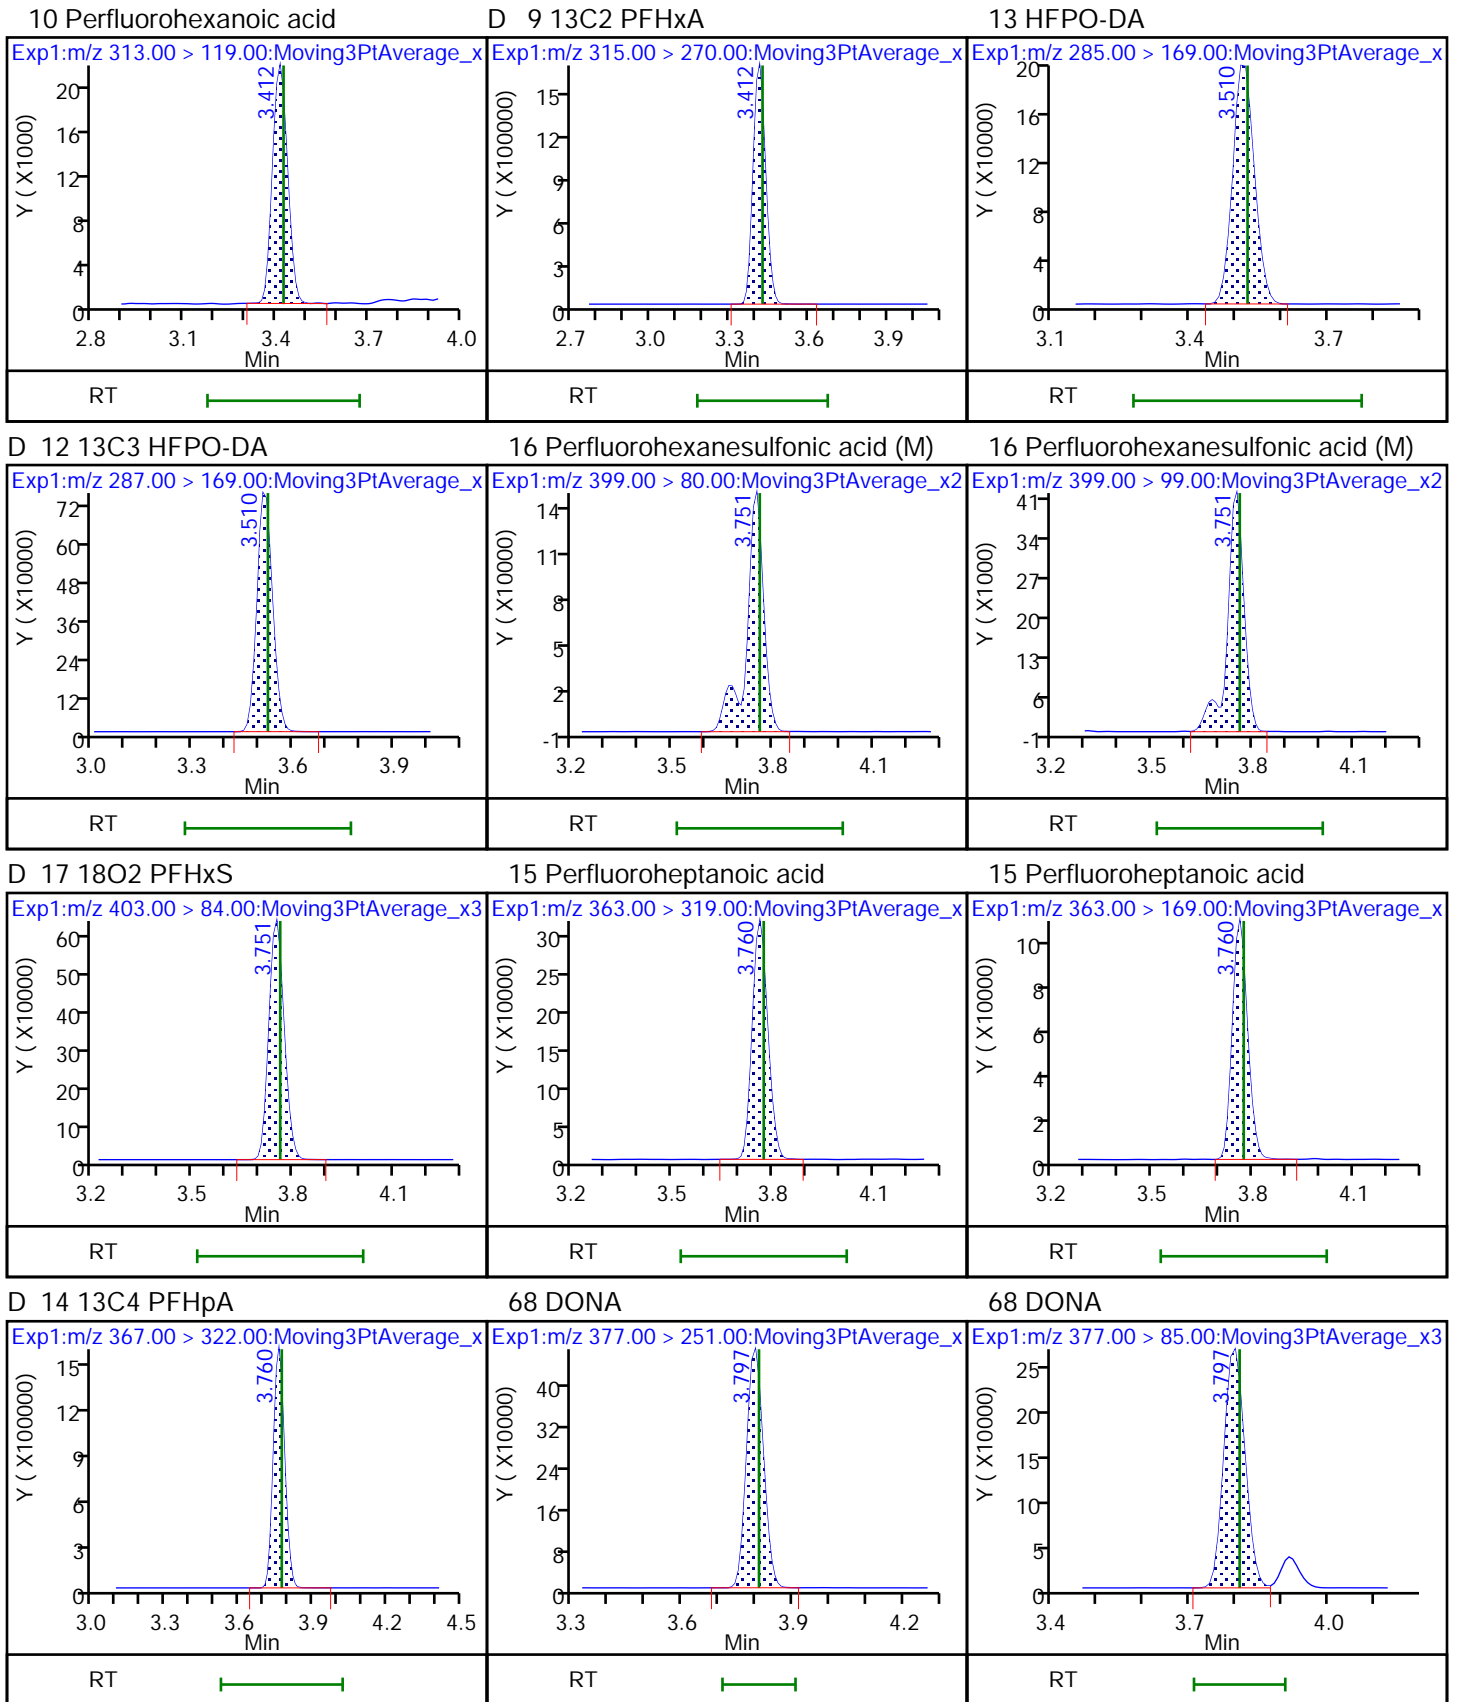 10 Perfluorohexanoic acid
Exp1:m/z 313.00 > 119.00:Moving3PtAverage_x
Y ( X10000)
20
16
12
8
4
0
3.412
2.8 3.1 3.4 3.7 4.0
Min
RT
D 9 13C2 PFHxA
Exp1:m/z 315.00 > 270.00:Moving3PtAverage_x
Y ( X100000)
15
12
9
6
3
0
3.412
2.7 3.0 3.3 3.6 3.9
Min
RT
13 HFPO-DA
Exp1:m/z 285.00 > 169.00:Moving3PtAverage_x
Y ( X10000)
20
16
12
8
4
0
3.510
3.1 3.4 3.7
Min
RT
D 12 13C3 HFPO-DA
Exp1:m/z 287.00 > 169.00:Moving3PtAverage_x
Y ( X10000)
72
60
48
36
24
12
0
3.510
3.0 3.3 3.6 3.9
Min
RT
16 Perfluorohexanesulfonic acid (M)
Exp1:m/z 399.00 > 80.00:Moving3PtAverage_x2
Y ( X10000)
14
11
8
5
2
-1
3.751
3.2 3.5 3.8 4.1
Min
RT
16 Perfluorohexanesulfonic acid (M)
Exp1:m/z 399.00 > 99.00:Moving3PtAverage_x2
Y ( X1000)
41
34
27
20
13
6
-1
3.751
3.2 3.5 3.8 4.1
Min
RT
D 17 18O2 PFHxS
Exp1:m/z 403.00 > 84.00:Moving3PtAverage_x3
Y ( X10000)
60
50
40
30
20
10
0
3.751
3.2 3.5 3.8 4.1
Min
RT
15 Perfluoroheptanoic acid
Exp1:m/z 363.00 > 319.00:Moving3PtAverage_x
Y ( X10000)
30
25
20
15
10
5
0
3.760
3.2 3.5 3.8 4.1
Min
RT
15 Perfluoroheptanoic acid
Exp1:m/z 363.00 > 169.00:Moving3PtAverage_x
Y ( X10000)
10
8
6
4
2
0
3.760
3.2 3.5 3.8 4.1
Min
RT
D 14 13C4 PFHpA
Exp1:m/z 367.00 > 322.00:Moving3PtAverage_x
Y ( X100000)
15
12
9
6
3
0
3.760
3.0 3.3 3.6 3.9 4.2 4.5
Min
RT
68 DONA
Exp1:m/z 377.00 > 251.00:Moving3PtAverage_x
Y ( X10000)
40
32
24
16
8
0
3.797
3.3 3.6 3.9 4.2
Min
RT
68 DONA
Exp1:m/z 377.00 > 85.00:Moving3PtAverage_x3
Y ( X10000)
25
20
15
10
5
0
3.797
3.4 3.7 4.0
Min
RT